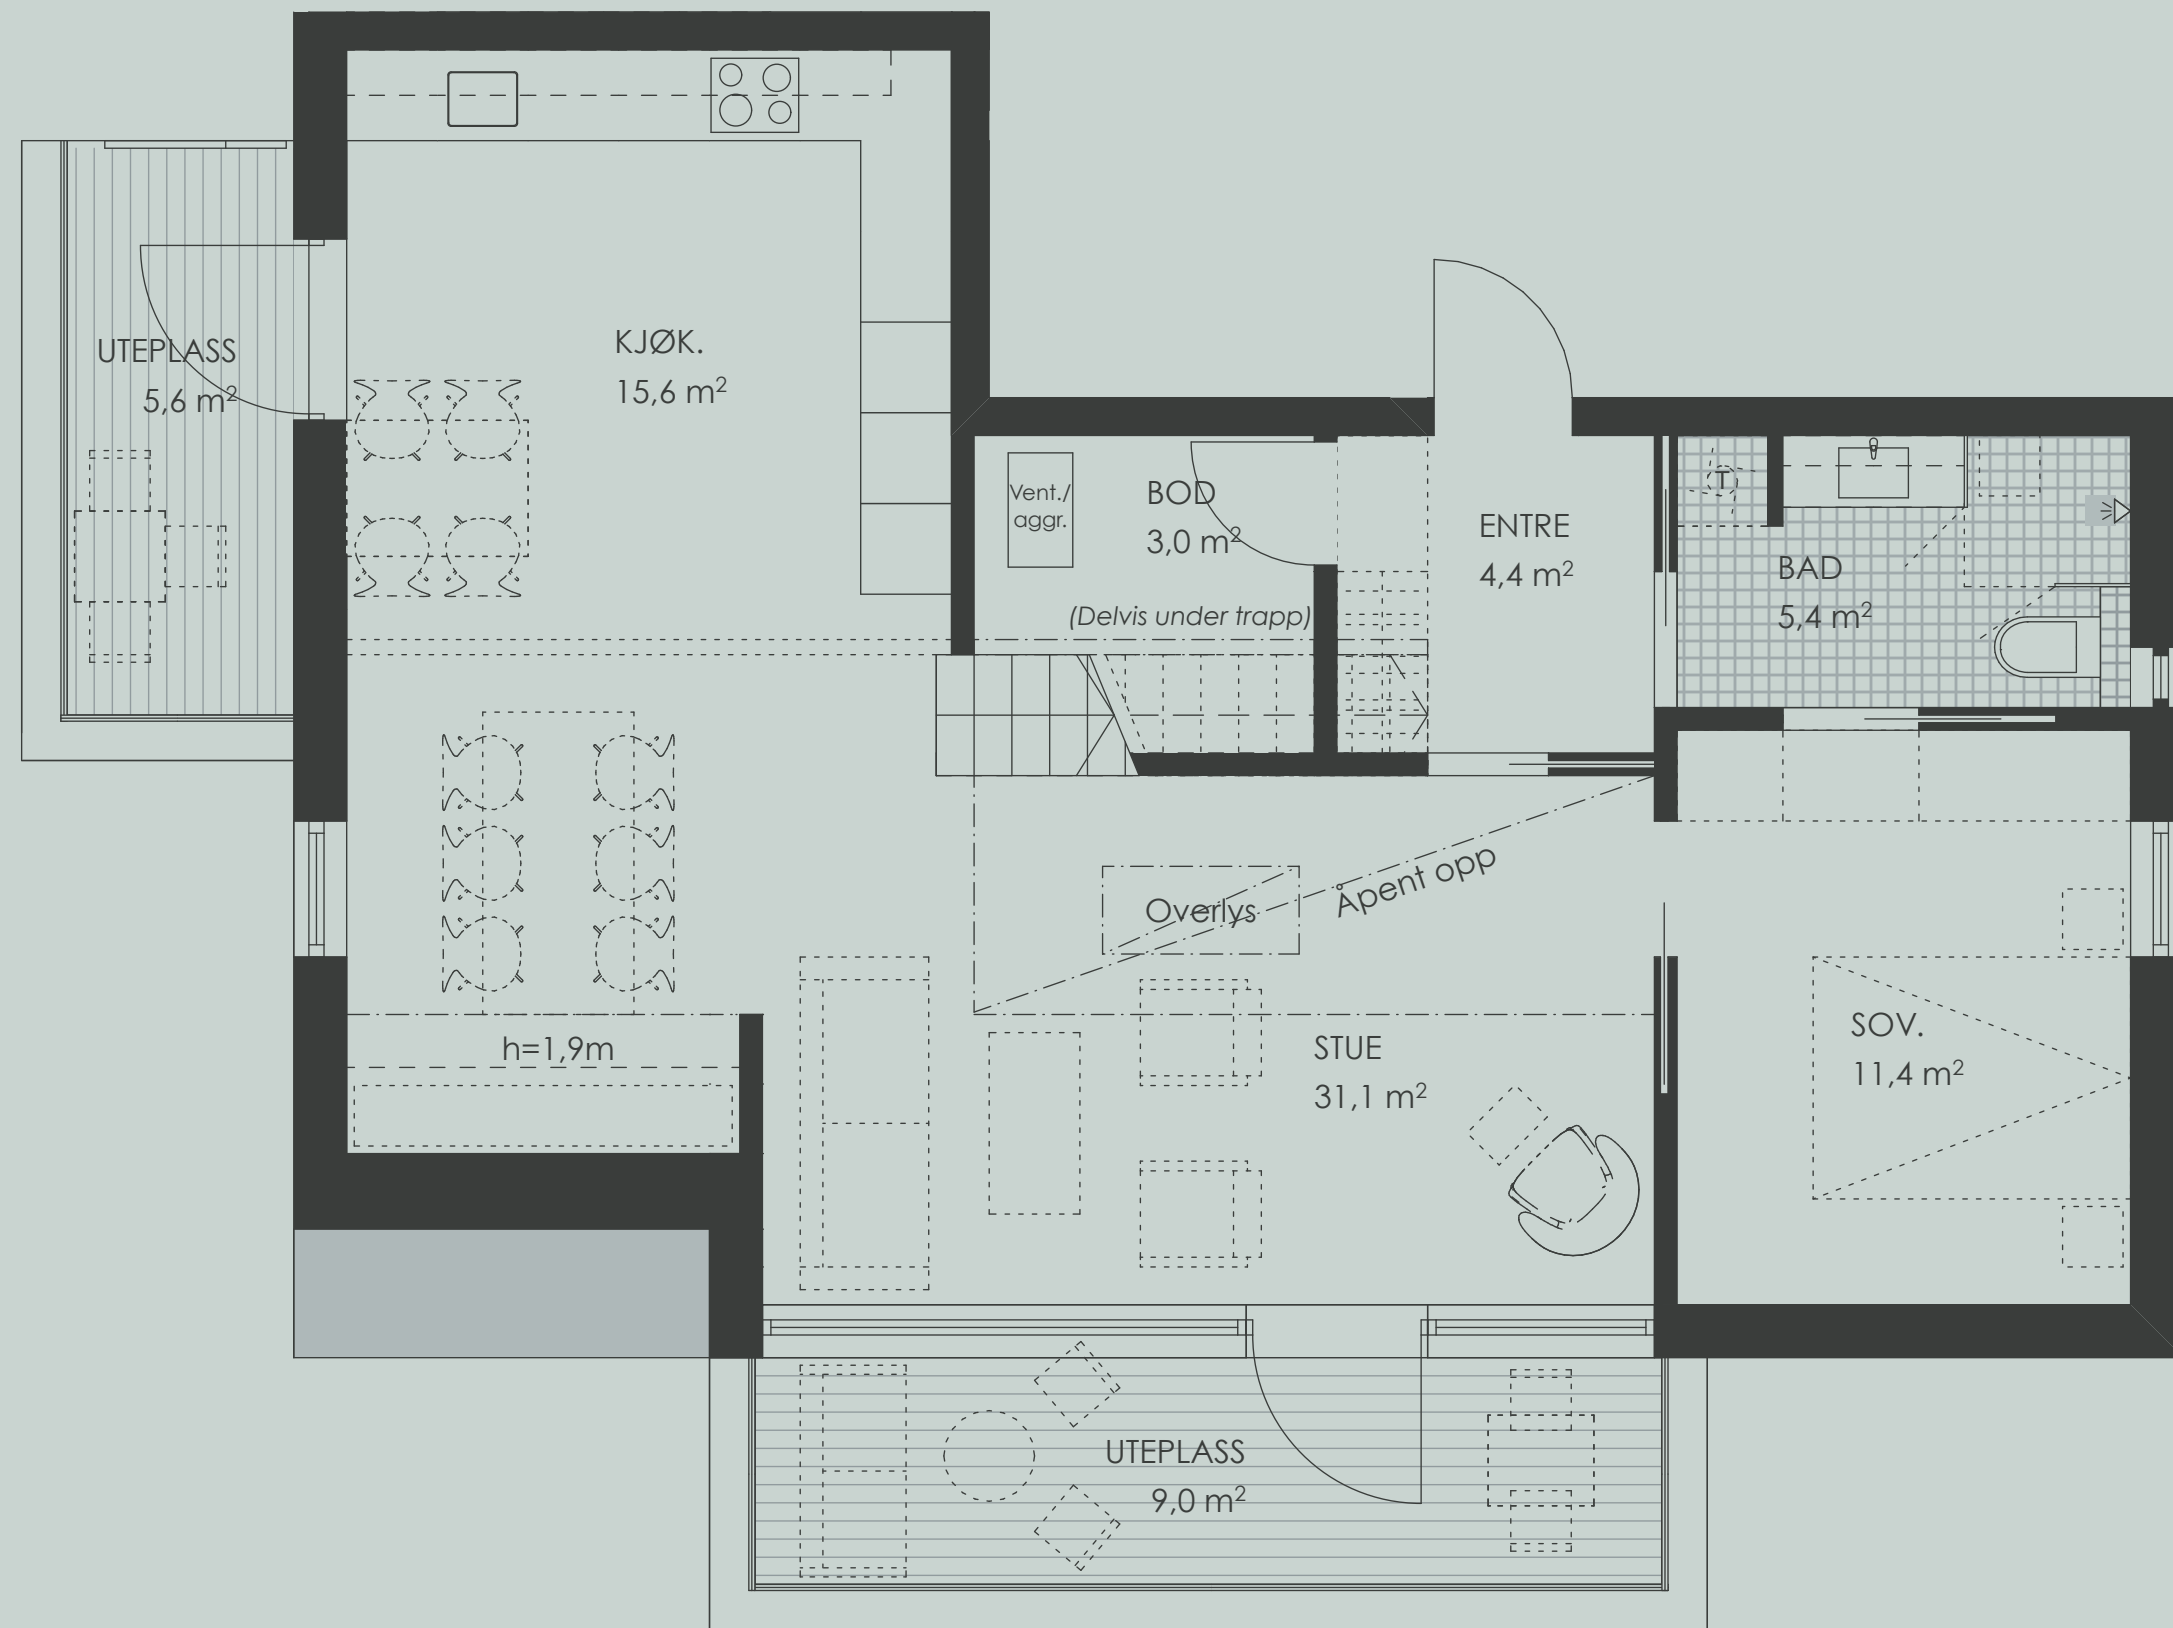 UTEPLASS
5,6 m²
KJØK.
15,6 m²
Vent./
aggr.
BOD
3,0 m²
(Delvis under trapp)
ENTRE
4,4 m²
T
BAD
5,4 m²
Overlys
Åpent opp
h=1,9m
STUE
31,1 m²
SOV.
11,4 m²
UTEPLASS
9,0 m²